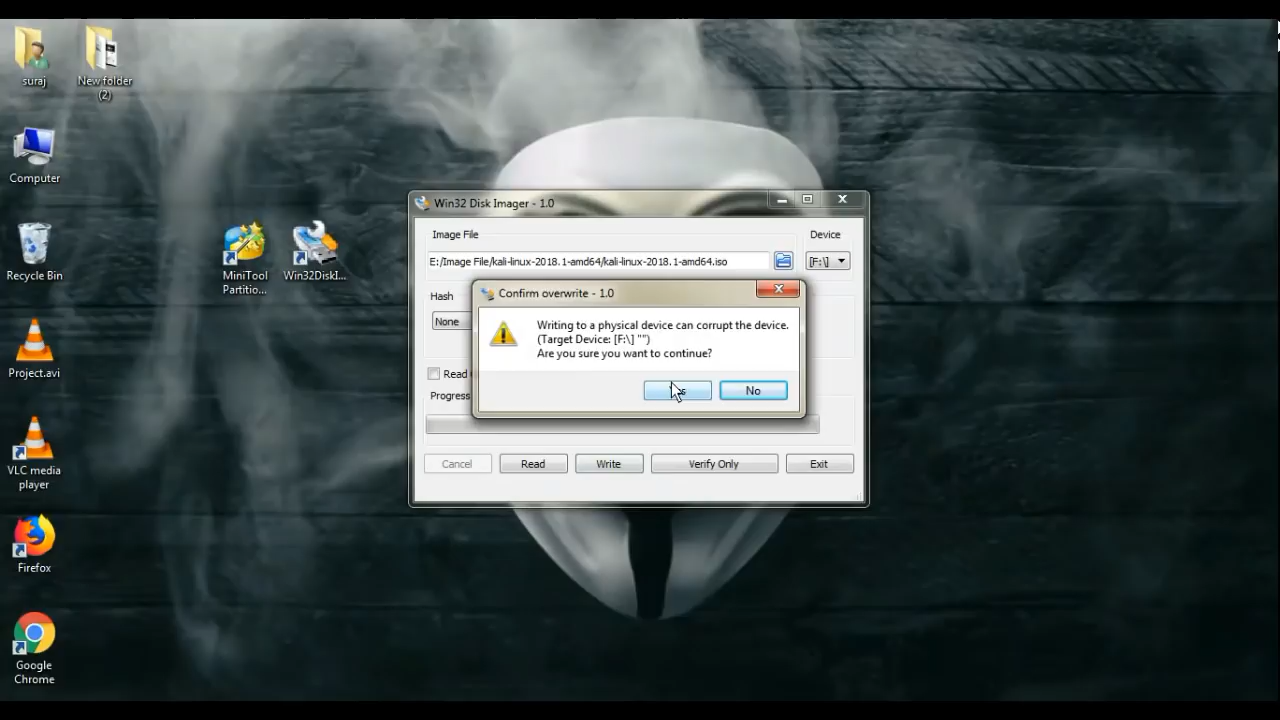 suraj
New folder
(2)
Computer
Recycle Bin
MiniTool
Partitio...
Win32DiskI...
Project.avi
VLC media
player
Firefox
Google
Chrome
Win32 Disk Imager - 1.0
Image File
Device
E:/Image File/kali-linux-2018.1-amd64/kali-linux-2018.1-amd64.iso
[F:\]
Hash
None
Confirm overwrite - 1.0
Writing to a physical device can corrupt the device.
(Target Device: [F:\] "")
Are you sure you want to continue?
No
Read
Progress
Cancel
Read
Write
Verify Only
Exit